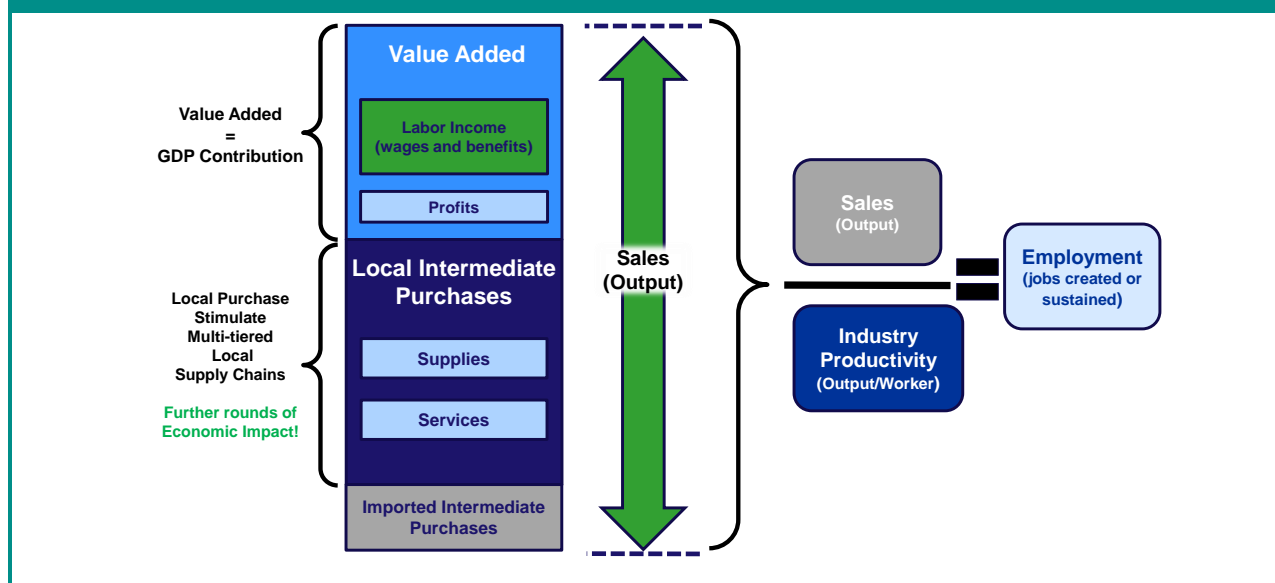 Value Added
Labor Income
(wages and benefits)
Profits
Value Added
=
GDP Contribution
Local Intermediate
Purchases
Supplies
Services
Local Purchase
Stimulate
Multi-tiered
Local
Supply Chains
Further rounds of
Economic Impact!
Imported Intermediate
Purchases
Sales
(Output)
Sales
(Output)
Industry
Productivity
(Output/Worker)
Employment
(jobs created or
sustained)